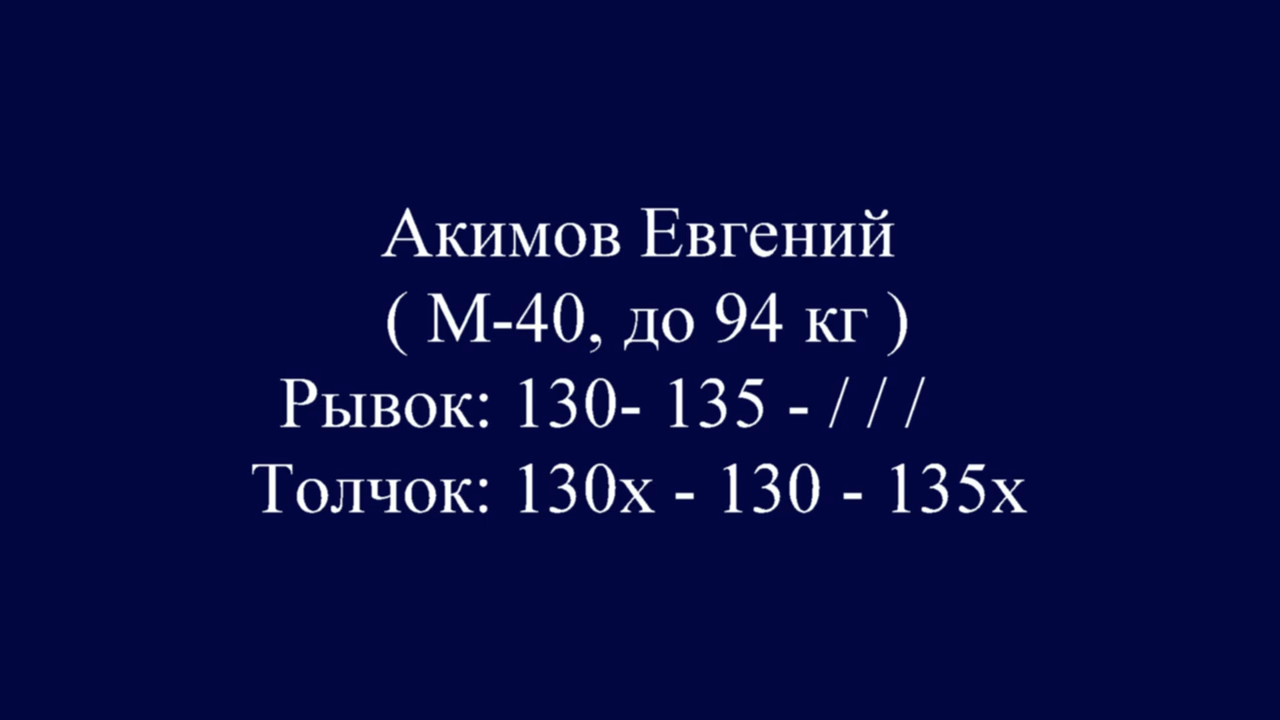 Акимов Евгений
( М-40, до 94 кг )
Рывок: 130- 135 - / / /
Толчок: 130х - 130 - 135х